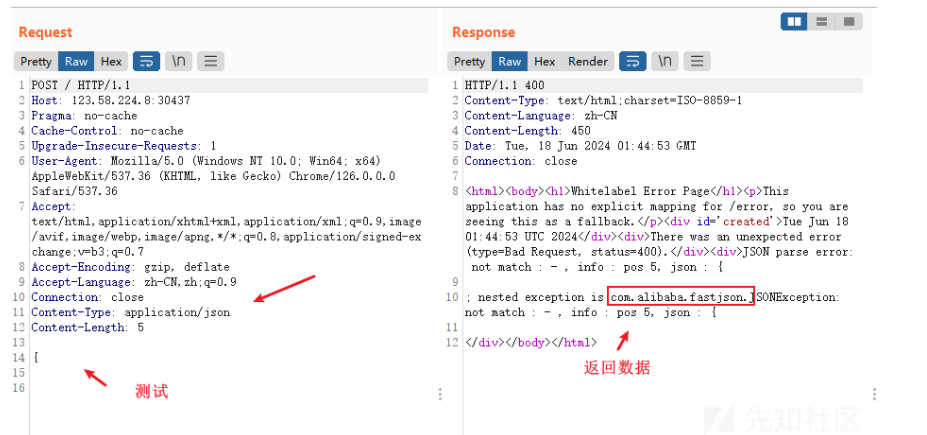 Request
Pretty Raw Hex \n
1 POST / HTTP/1.1
2 Host: 123.58.224.8:30437
3 Pragma: no-cache
4 Cache-Control: no-cache
5 Upgrade-Insecure-Requests: 1
6 User-Agent: Mozilla/5.0 (Windows NT 10.0; Win64; x64)
AppleWebKit/537.36 (KHTML, like Gecko) Chrome/126.0.0.0
Safari/537.36
7 Accept:
text/html,application/xhtml+xml,application/xml;q=0.9,image
/avif,image/webp,image/apng,*/*;q=0.8,application/signed-ex
change;v=b3;q=0.7
8 Accept-Encoding: gzip, deflate
9 Accept-Language: zh-CN,zh;q=0.9
10 Connection: close
11 Content-Type: application/json
12 Content-Length: 5
13
14 {
15
16
测试
Response
Pretty Raw Hex Render \n
1 HTTP/1.1 400
2 Content-Type: text/html;charset=ISO-8859-1
3 Content-Language: zh-CN
4 Content-Length: 450
5 Date: Tue, 18 Jun 2024 01:44:53 GMT
6 Connection: close
7
8 <html><body><h1>Whitelabel Error Page</h1><p>This
application has no explicit mapping for /error, so you are
seeing this as a fallback.</p><div id='created'>Tue Jun 18
01:44:53 UTC 2024</div><div>There was an unexpected error
(type=Bad Request, status=400).</div><div>JSON parse error:
not match : - , info : pos 5, json : {
9
10 ; nested exception is com.alibaba.fastjson.JSONException:
not match : - , info : pos 5, json : {
11
12 </div></body></html>
返回数据
先知社区